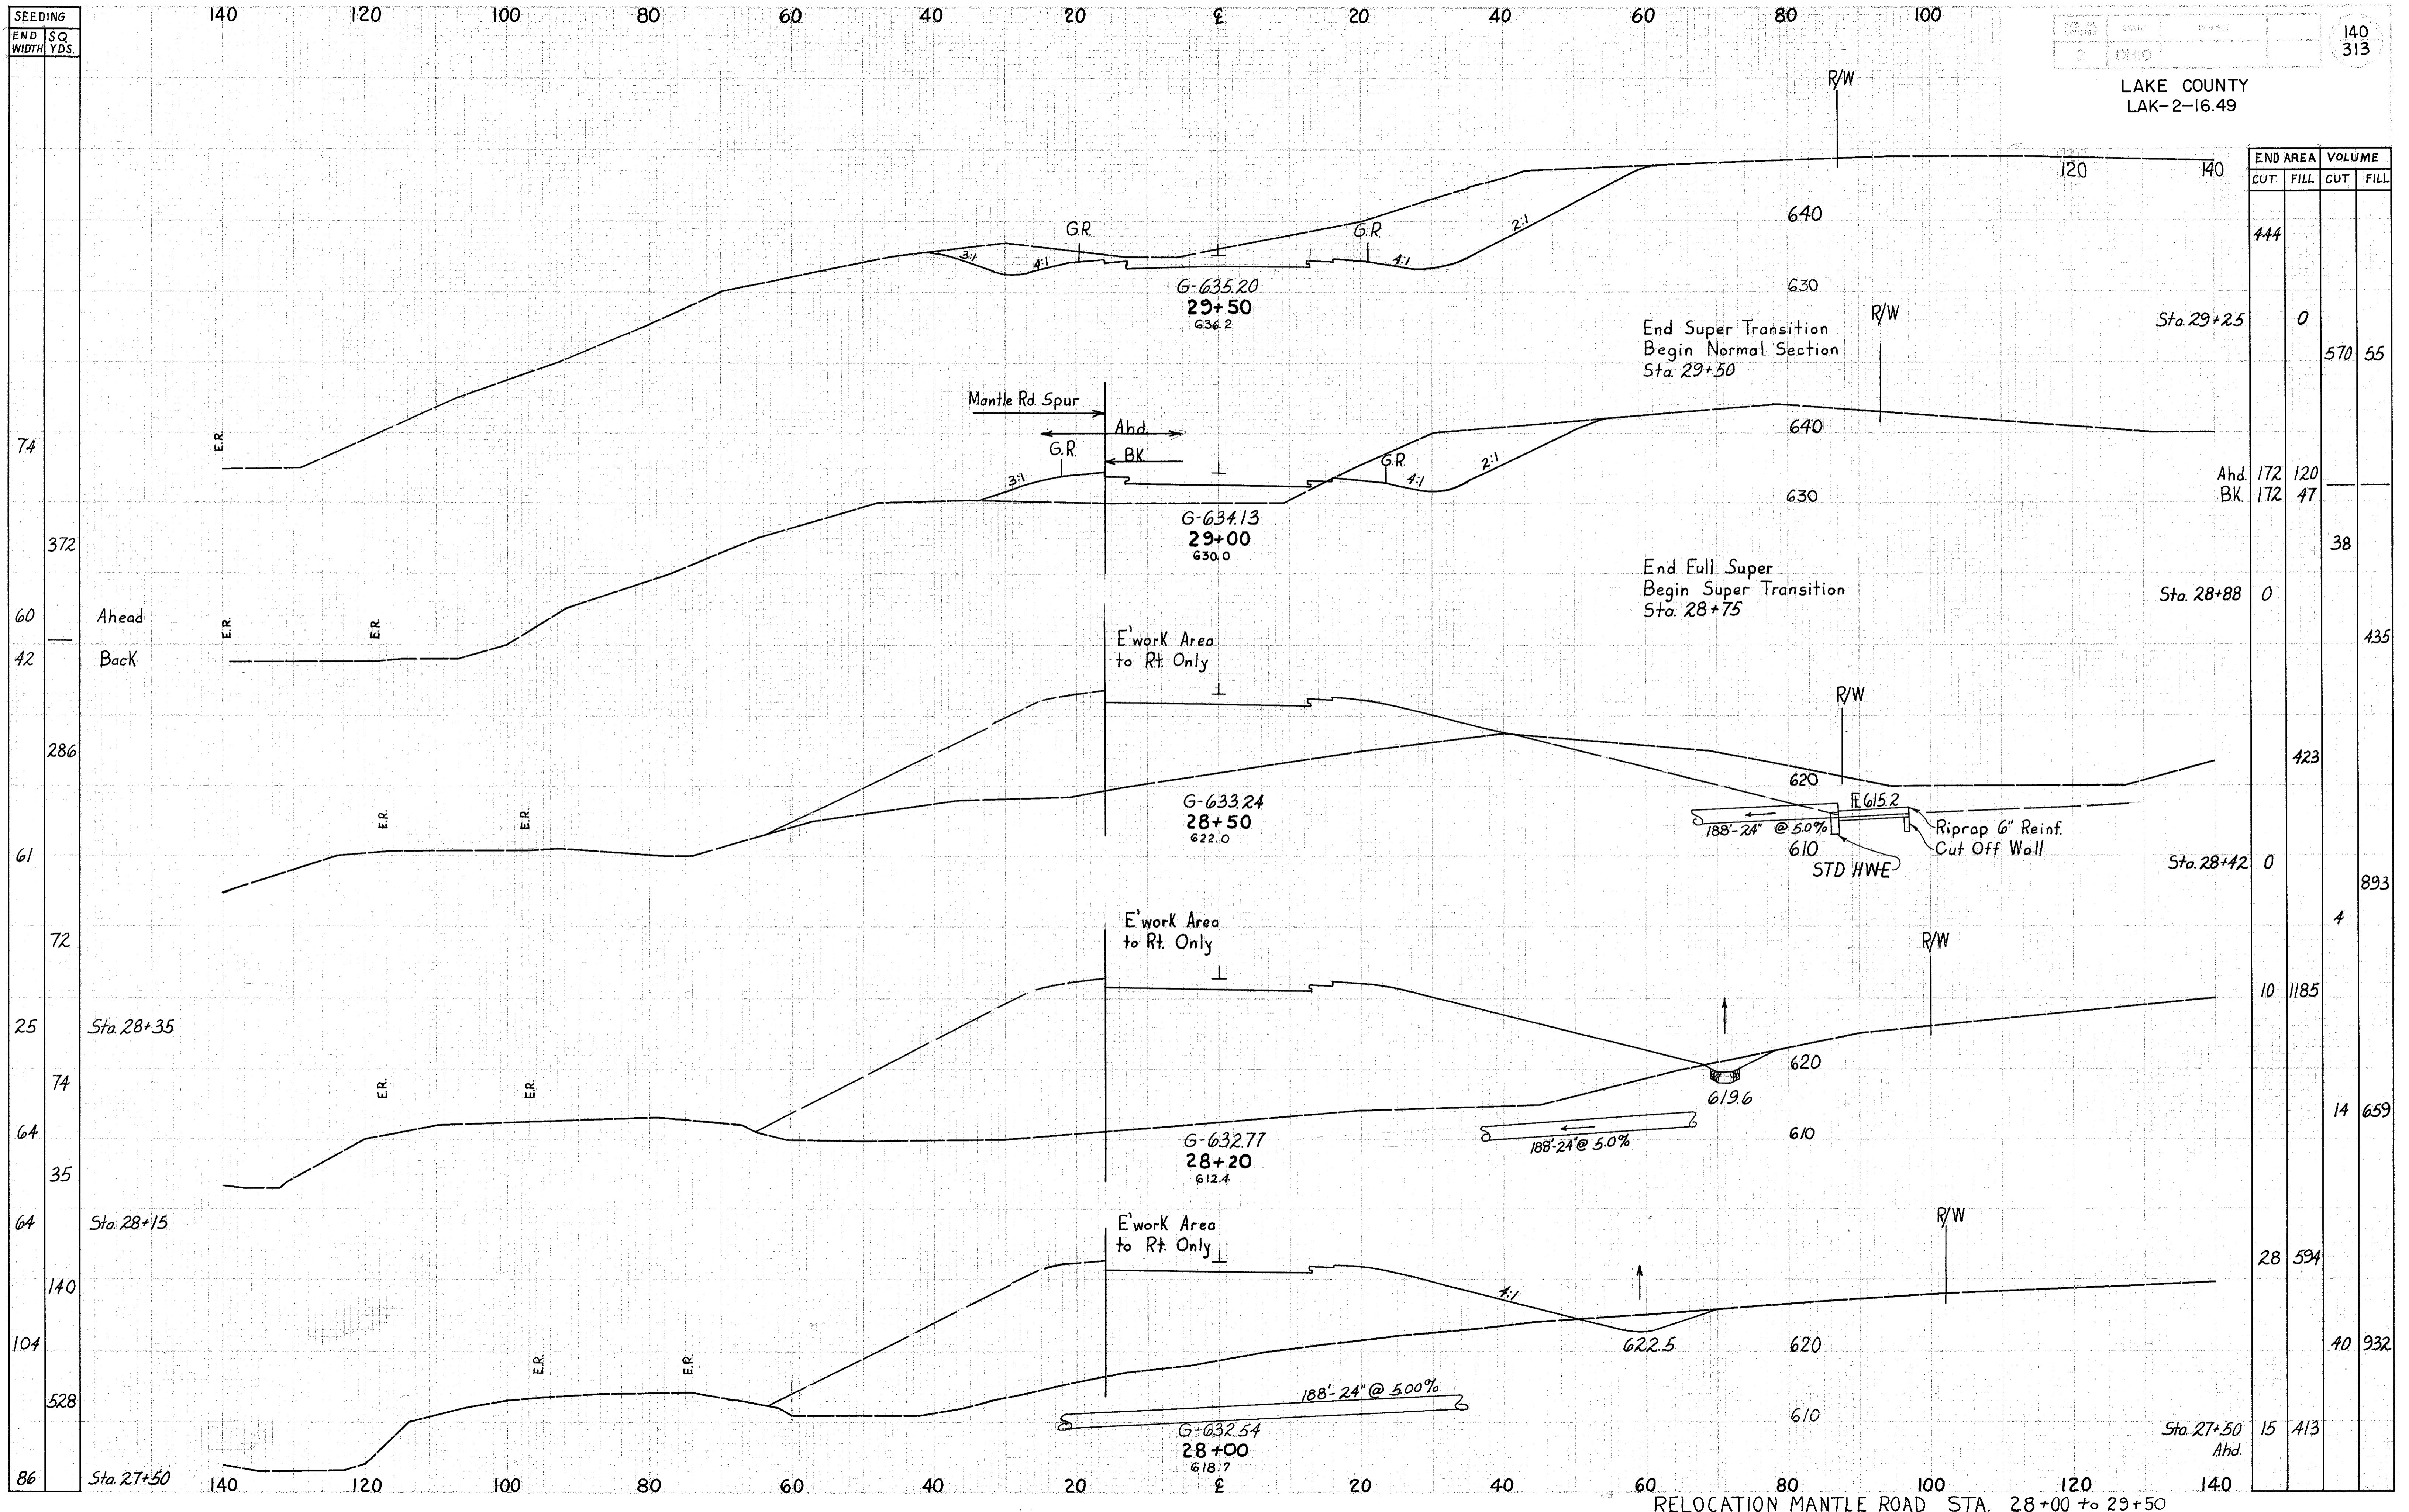 SEEDING
END WIDTH
SQ YDS.
140 120 100 80 60 40 20 ℄ 20 40 60 80 100
2 OHIO
140
313
LAKE COUNTY
LAK-2-16.49
120 140
END AREA VOLUME
CUT FILL CUT FILL
R/W
640
G.R.
G.R.
3:1
4:1
4:1
2:1
444
G-635.20
29+50
636.2
630
End Super Transition
Begin Normal Section
Sta. 29+50
R/W
Sta. 29+25 0
570 55
Mantle Rd. Spur
Ahd.
BK.
G.R.
G.R.
3:1
4:1
2:1
640
E.R.
74
Ahd. 172 120
BK. 172 47
630
G-634.13
29+00
630.0
372
38
End Full Super
Begin Super Transition
Sta. 28+75
Sta. 28+88 0
60 Ahead
42 Back
E.R.
E.R.
435
E'work Area
to Rt. Only
R/W
286
423
620
℄ 615.2
G-633.24
28+50
622.0
188'-24" @ 5.0%
610
Riprap 6" Reinf.
Cut Off Wall
STD HW-E
E.R.
E.R.
61
Sta. 28+42 0
893
4
E'work Area
to Rt. Only
72
R/W
10 1185
25 Sta. 28+35
74
E.R.
E.R.
620
619.6
14 659
64
G-632.77
28+20
612.4
188'-24" @ 5.0%
610
35
64 Sta. 28+15
E'work Area
to Rt. Only
R/W
28 594
140
4:1
104
622.5
620
40 932
E.R.
E.R.
528
188'-24" @ 5.00%
610
G-632.54
28+00
618.7
Sta. 27+50 15 413
Ahd.
86 Sta. 27+50
140 120 100 80 60 40 20 ℄ 20 40 60 80 100 120 140
RELOCATION MANTLE ROAD STA. 28+00 to 29+50